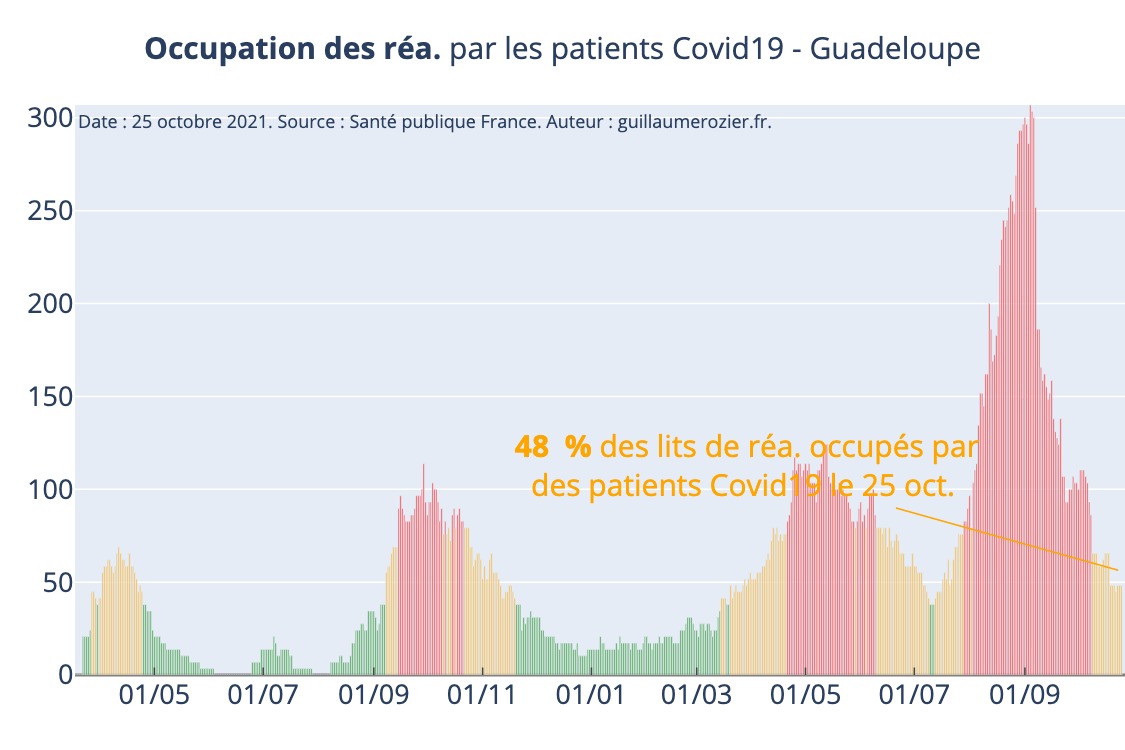 Occupation des réa. par les patients Covid19 - Guadeloupe
300
Date : 25 octobre 2021. Source : Santé publique France. Auteur : guillaumerozier.fr.
250
200
150
48 % des lits de réa. occupés par
des patients Covid19 le 25 oct.
100
50
0
01/05 01/07 01/09 01/11 01/01 01/03 01/05 01/07 01/09